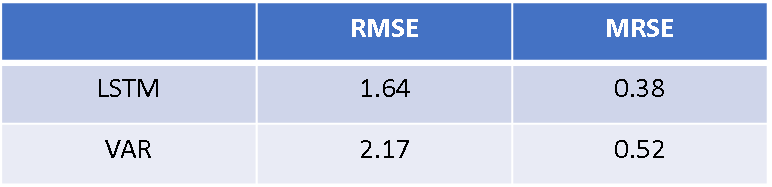 RMSE MRSE
LSTM 1.64 0.38
VAR 2.17 0.52